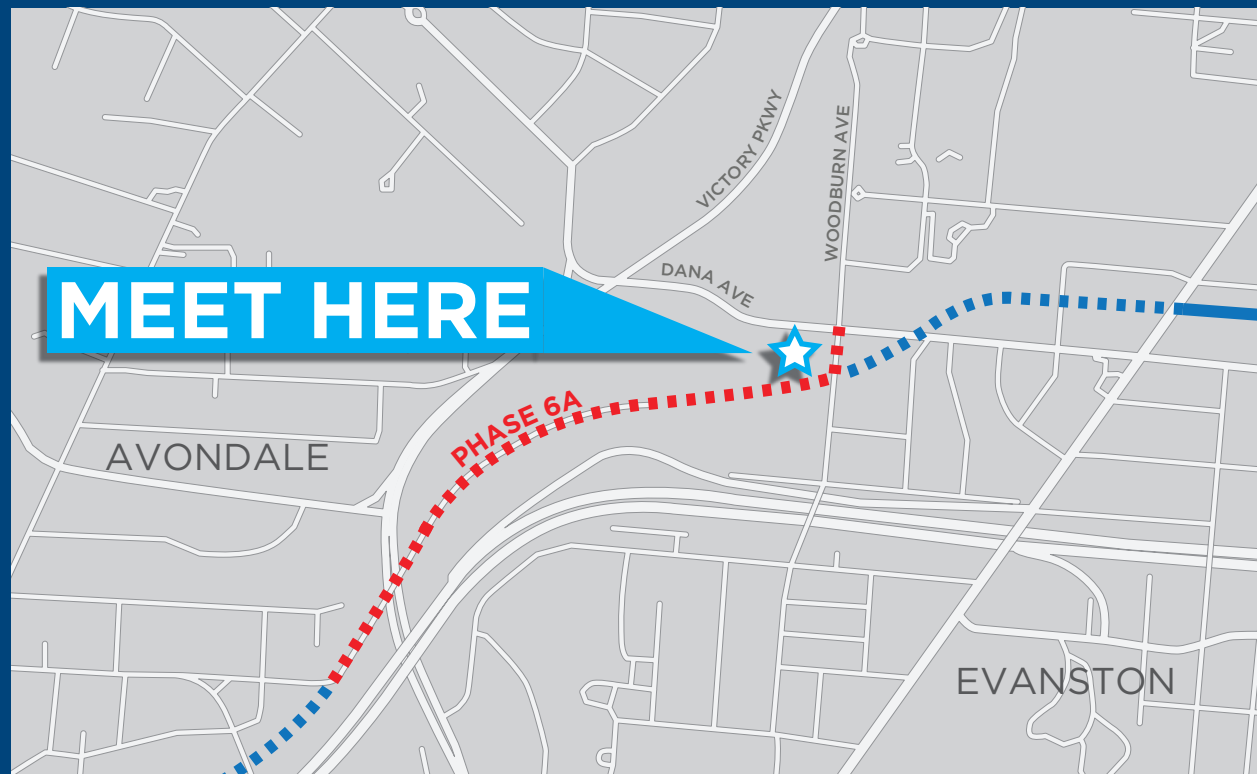 VICTORY PKWY
WOODBURN AVE
DANA AVE
MEET HERE
PHASE 6A
AVONDALE
EVANSTON